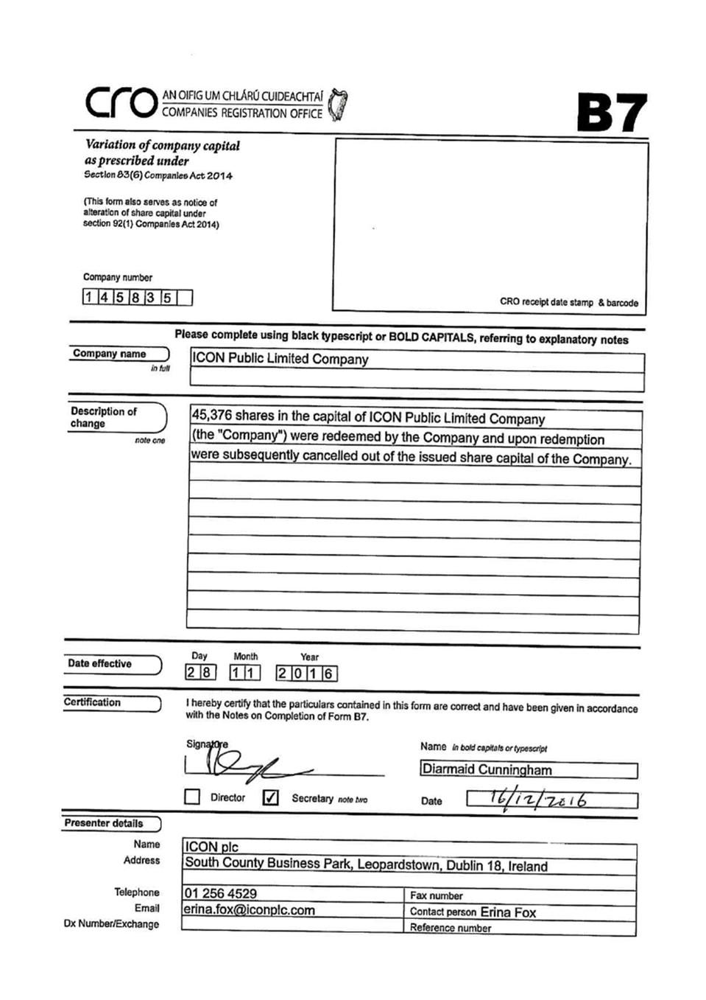 CRO AN OIFIG UM CHLÁRÚ CUIDEACHTAÍ
COMPANIES REGISTRATION OFFICE
B7
Variation of company capital
as prescribed under
Section 83(6) Companies Act 2014
(This form also serves as notice of
alteration of share capital under
section 92(1) Companies Act 2014)
Company number
145835
CRO receipt date stamp & barcode
Please complete using black typescript or BOLD CAPITALS, referring to explanatory notes
Company name
in full
ICON Public Limited Company
Description of
change
note one
45,376 shares in the capital of ICON Public Limited Company
(the "Company") were redeemed by the Company and upon redemption
were subsequently cancelled out of the issued share capital of the Company.
Date effective
Day Month Year
28 11 2016
Certification
I hereby certify that the particulars contained in this form are correct and have been given in accordance
with the Notes on Completion of Form B7.
Signature
Name in bold capitals or typescript
Diarmaid Cunningham
Director ✓ Secretary note two
Date 16/12/2016
Presenter details
Name ICON plc
Address South County Business Park, Leopardstown, Dublin 18, Ireland
Telephone 01 256 4529 Fax number
Email erina.fox@iconplc.com Contact person Erina Fox
Dx Number/Exchange Reference number